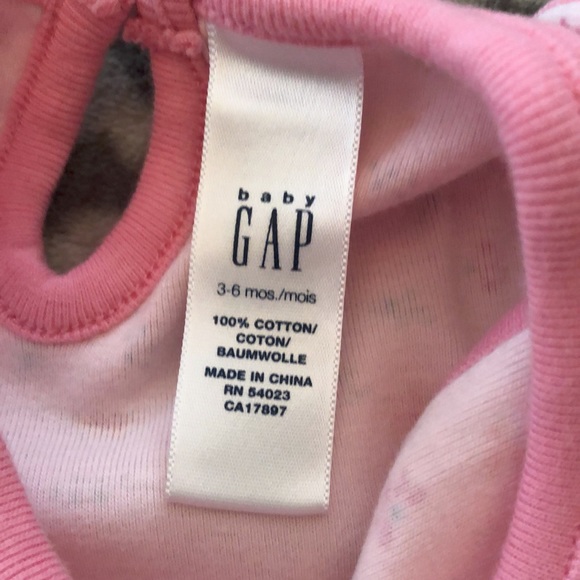 baby
GAP
3-6 mos./mois
100% COTTON/
COTON/
BAUMWOLLE
MADE IN CHINA
RN 54023
CA17897